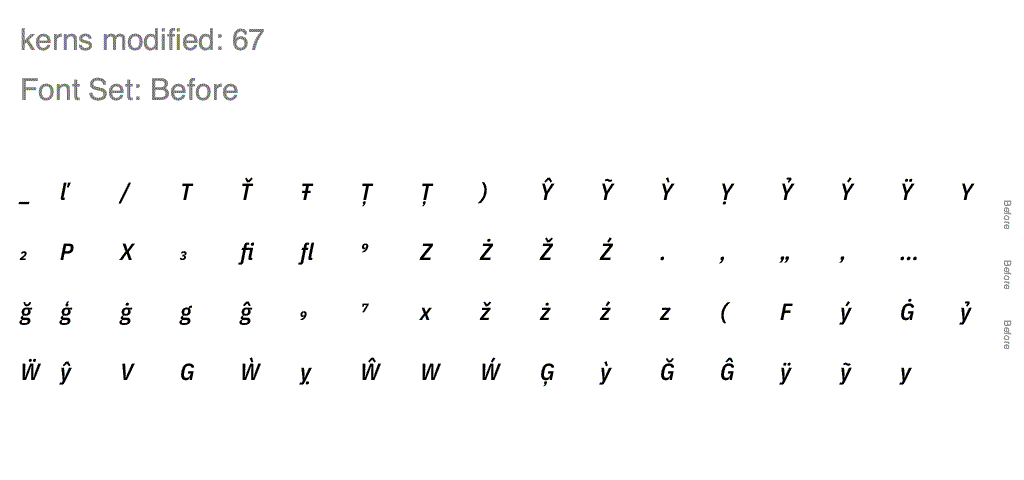 kerns modified: 67
Font Set: Before
_ ľ / T Ť Ŧ Ţ Ț ) Ŷ Ỹ Ỳ Ỵ Ỷ Ý Ÿ Y
Before
₂ P X ₃ fi fl ⁹ Z Ż Ž Ź . , „ ‚ …
Before
ğ ģ ġ g ĝ ₉ ⁷ x ž ż ź z ( F ý Ġ ỷ
Before
Ẅ ŷ V G Ẁ ỵ Ŵ W Ẃ Ģ ỳ Ğ Ĝ ÿ ỹ y